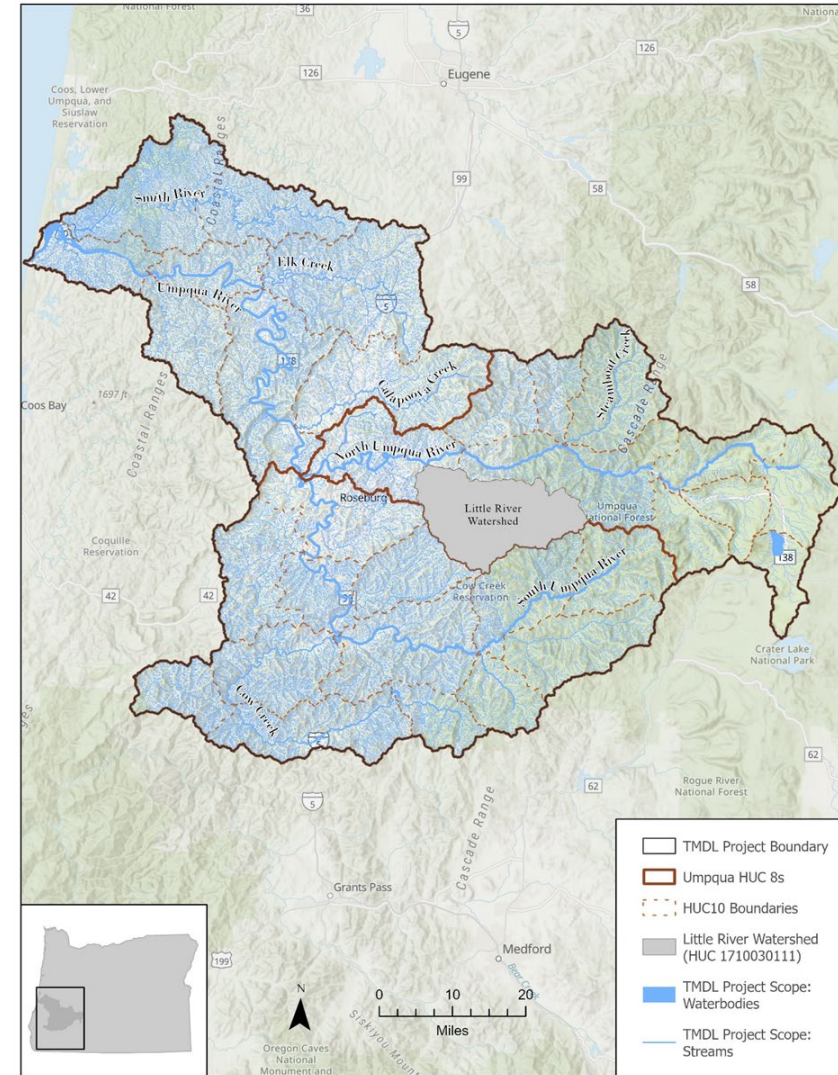 National Forest
36
5
126
126
Eugene
Coos, Lower
Umpqua, and
Siuslaw
Reservation
Coastal Ranges
99
58
Smith River
Elk Creek
Umpqua River
5
58
138
Steamboat Creek
Calapooya Creek
Cascade Range
1697 ft
Coos Bay
Coastal Ranges
North Umpqua River
Roseburg
Little River
Watershed
Umpqua
National Forest
138
Coquille
Reservation
South Umpqua River
Cow Creek
Reservation
42
42
99
Crater Lake
National Park
Cow Creek
5
62
62
Rogue River
National Forest
5
Cascade Range
Grants Pass
199
Medford
Bear Creek
N
0 10 20
Miles
Siskiyou
Oregon Caves
National
Monument and
TMDL Project Boundary
Umpqua HUC 8s
HUC10 Boundaries
Little River Watershed
(HUC 1710030111)
TMDL Project Scope:
Waterbodies
TMDL Project Scope:
Streams